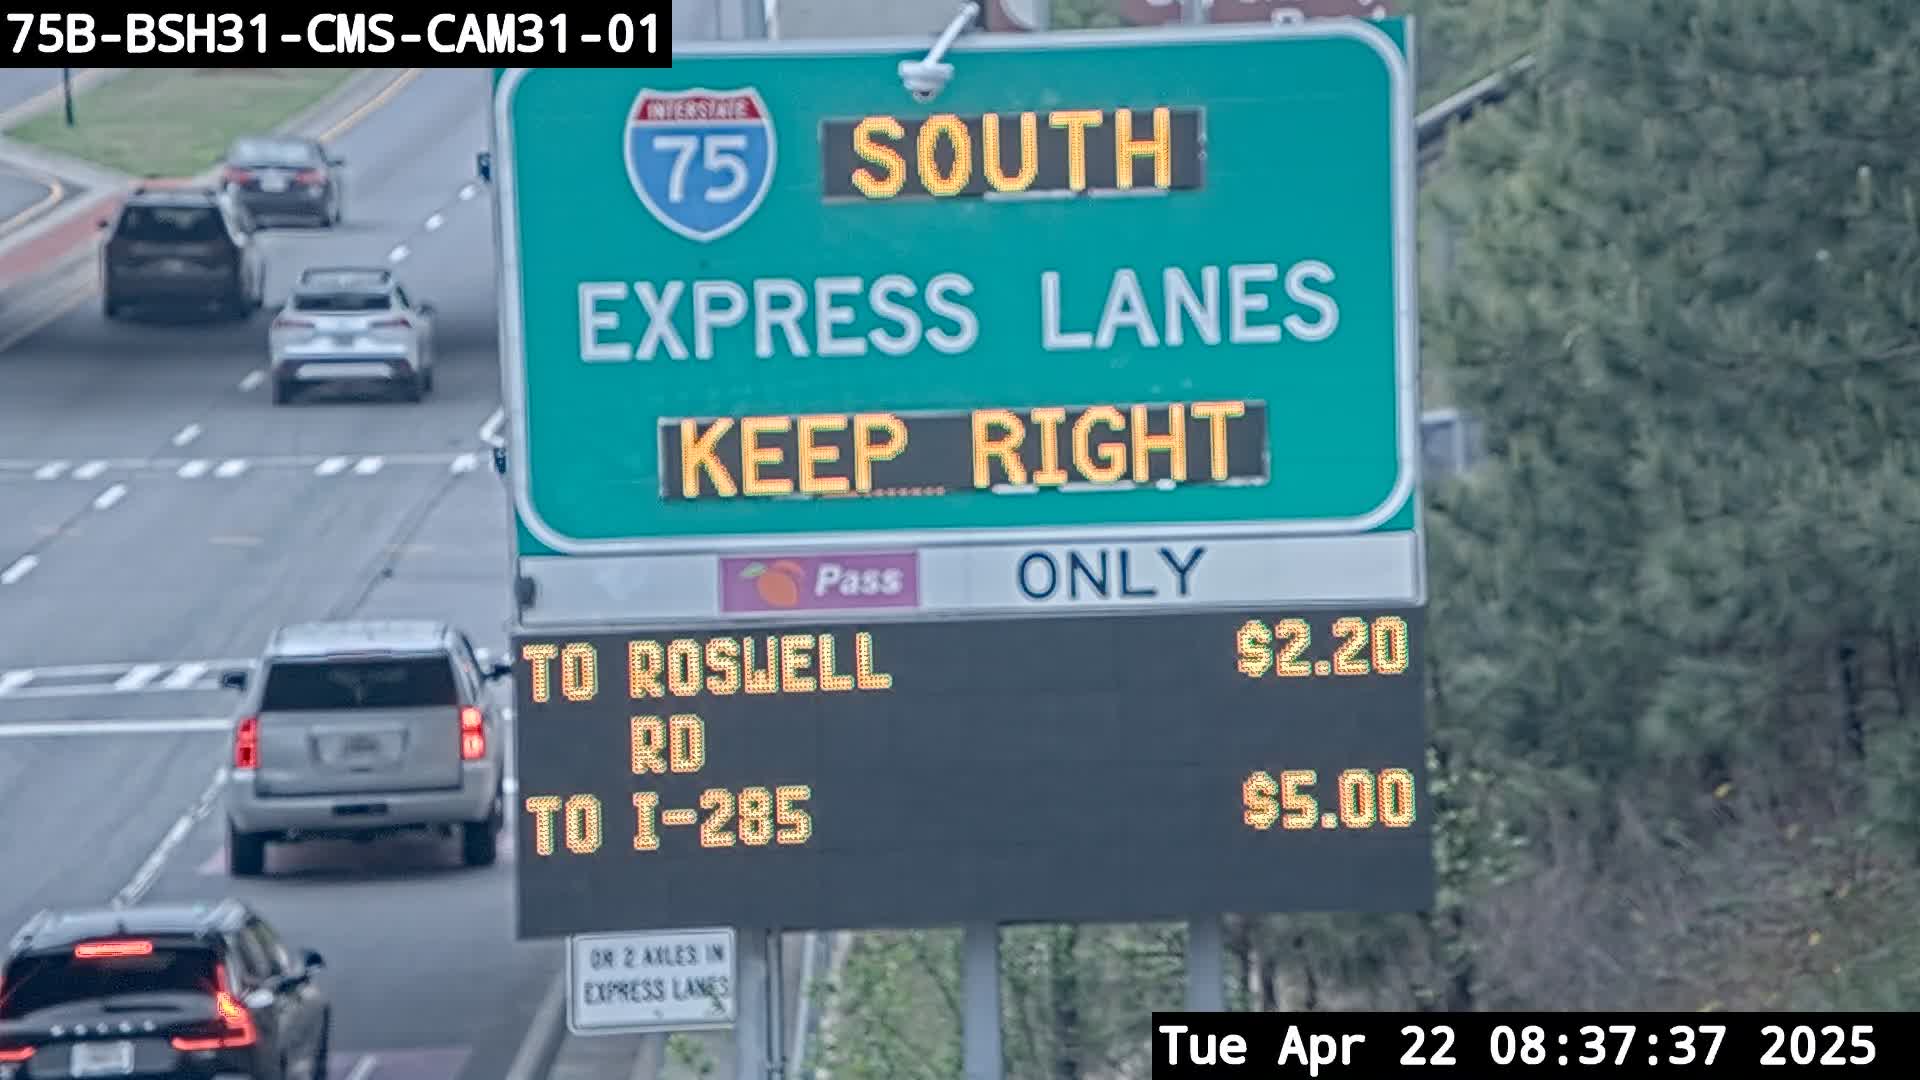 75B-BSH31-CMS-CAM31-01
INTERSTATE
75
SOUTH
EXPRESS LANES
KEEP RIGHT
Pass
ONLY
TO ROSWELL $2.20
RD
TO I-285 $5.00
OR 2 AXLES IN
EXPRESS LANES
Tue Apr 22 08:37:37 2025